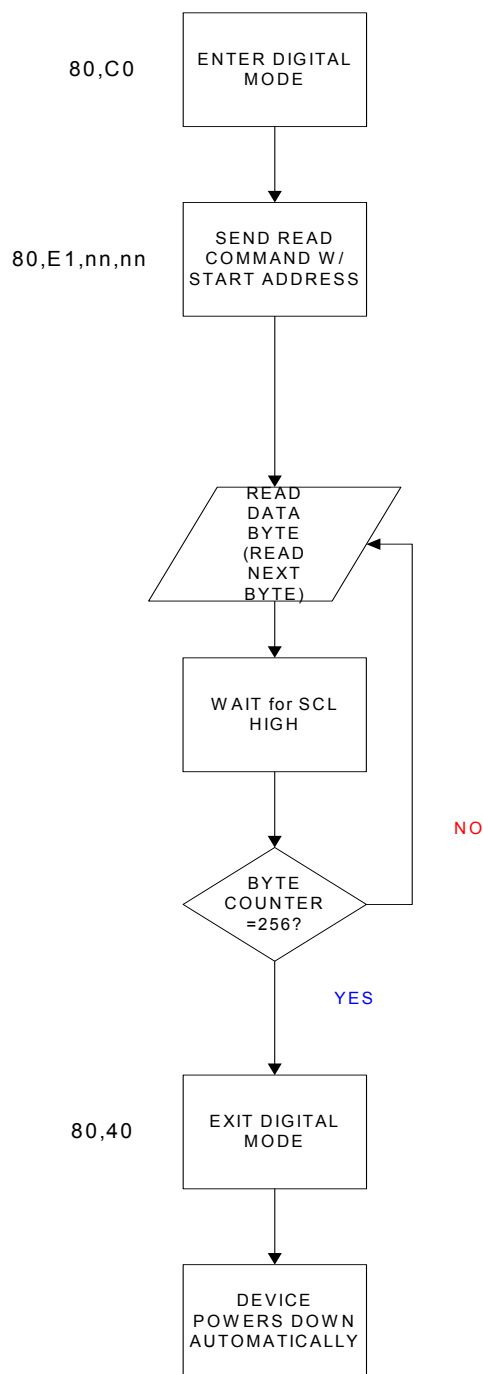 80,C0
ENTER DIGITAL
MODE
80,E1,nn,nn
SEND READ
COMMAND W/
START ADDRESS
READ
DATA
BYTE
(READ
NEXT
BYTE)
WAIT for SCL
HIGH
NO
BYTE
COUNTER
=256?
YES
80,40
EXIT DIGITAL
MODE
DEVICE
POWERS DOWN
AUTOMATICALLY